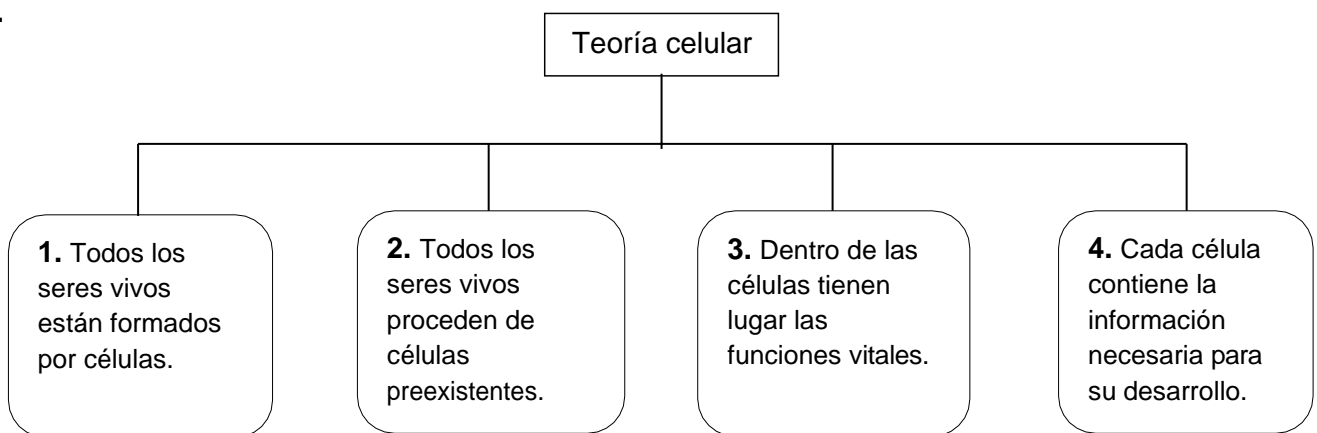 Teoría celular
1. Todos los
seres vivos
están formados
por células.
2. Todos los
seres vivos
proceden de
células
preexistentes.
3. Dentro de las
células tienen
lugar las
funciones vitales.
4. Cada célula
contiene la
información
necesaria para
su desarrollo.